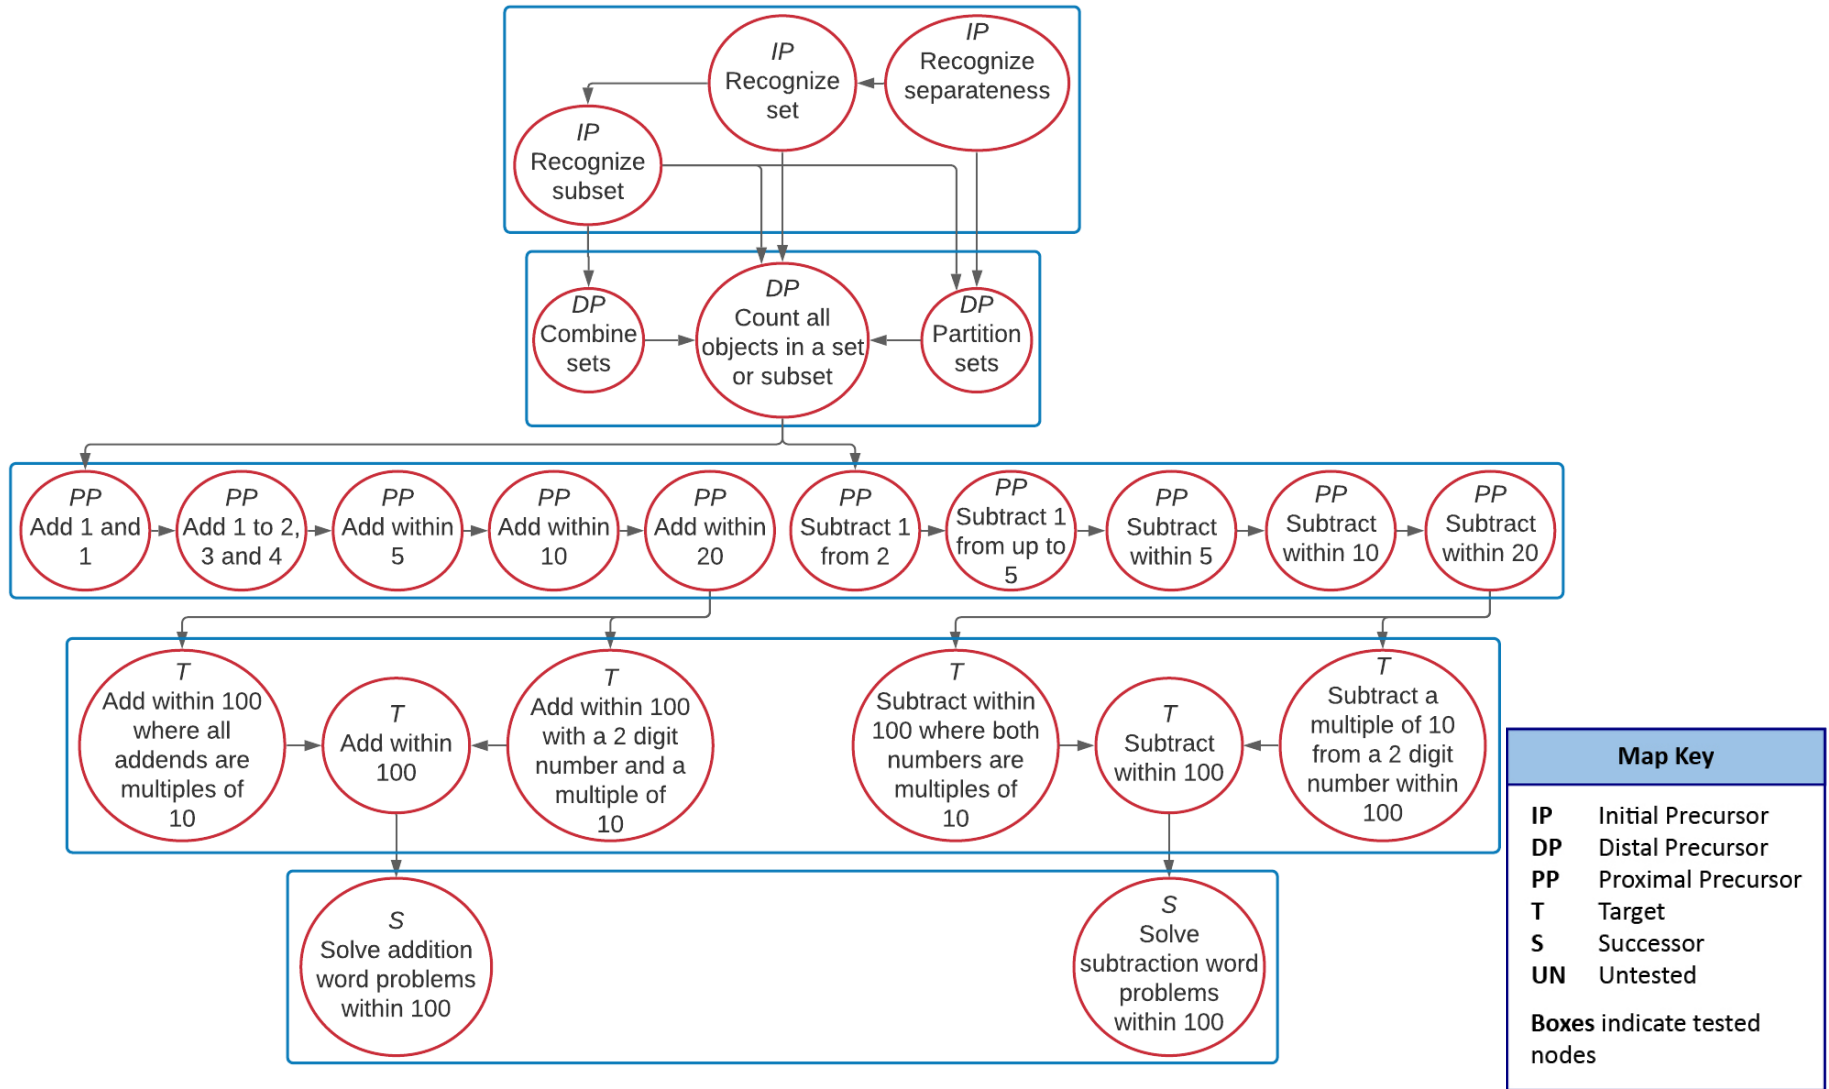 IP
Recognize
set
IP
Recognize
separateness
IP
Recognize
subset
DP
Combine
sets
DP
Count all
objects in a set
or subset
DP
Partition
sets
PP
Add 1 and
1
PP
Add 1 to 2,
3 and 4
PP
Add within
5
PP
Add within
10
PP
Add within
20
PP
Subtract 1
from 2
PP
Subtract 1
from up to
5
PP
Subtract
within 5
PP
Subtract
within 10
PP
Subtract
within 20
T
Add within 100
where all
addends are
multiples of
10
T
Add within
100
T
Add within 100
with a 2 digit
number and a
multiple of
10
T
Subtract within
100 where both
numbers are
multiples of
10
T
Subtract
within 100
T
Subtract a
multiple of 10
from a 2 digit
number within
100
S
Solve addition
word problems
within 100
S
Solve
subtraction word
problems
within 100
Map Key
IP Initial Precursor
DP Distal Precursor
PP Proximal Precursor
T Target
S Successor
UN Untested
Boxes indicate tested
nodes